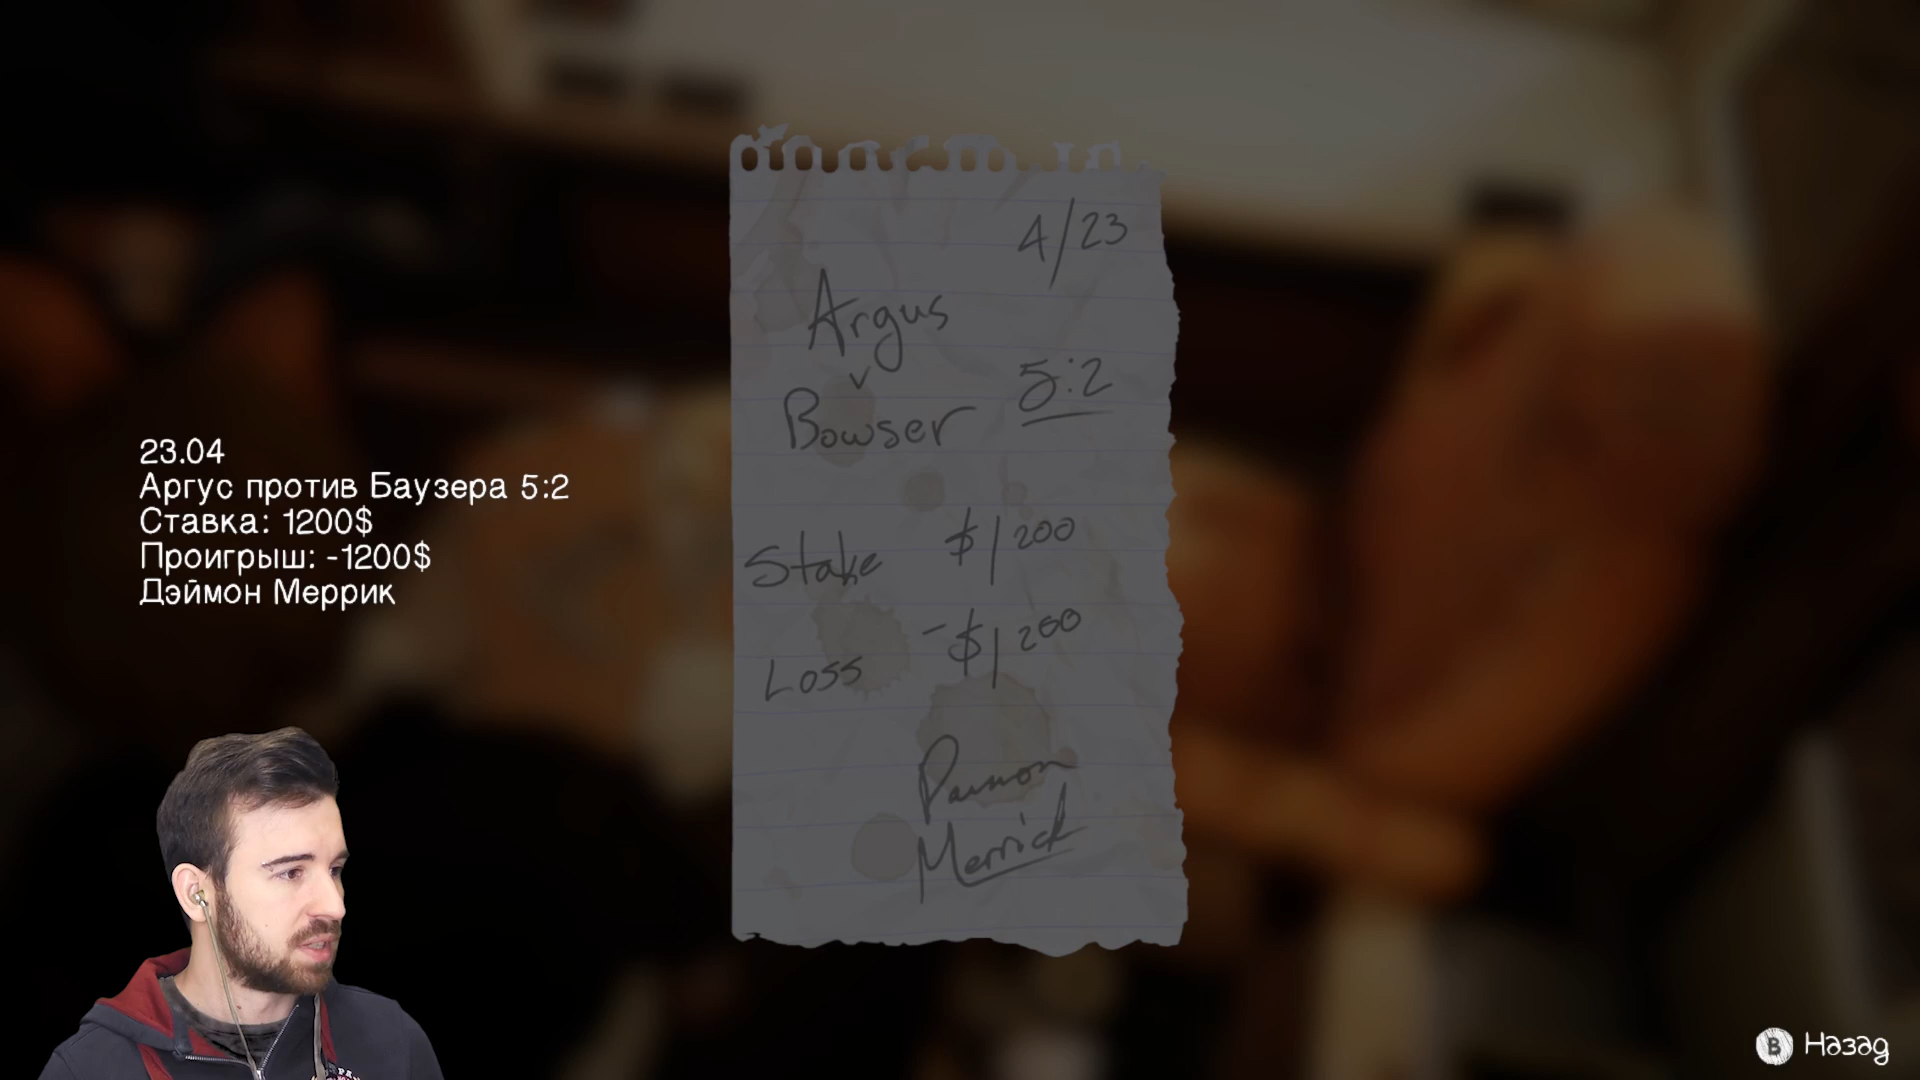 4/23
Argus
v
Bowser 5:2
Stake $1200
Loss -$1200
Damon
Merrick
23.04
Аргус против Баузера 5:2
Ставка: 1200$
Проигрыш: -1200$
Дэймон Меррик
B Назад